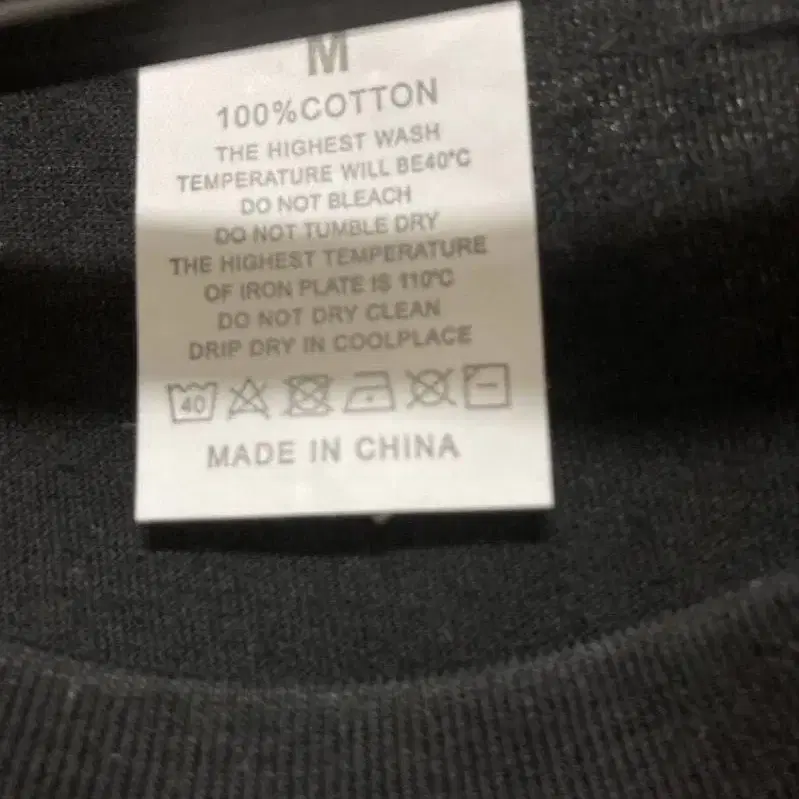 M
100%COTTON
THE HIGHEST WASH
TEMPERATURE WILL BE40°C
DO NOT BLEACH
DO NOT TUMBLE DRY
THE HIGHEST TEMPERATURE
OF IRON PLATE IS 110°C
DO NOT DRY CLEAN
DRIP DRY IN COOLPLACE
40
MADE IN CHINA